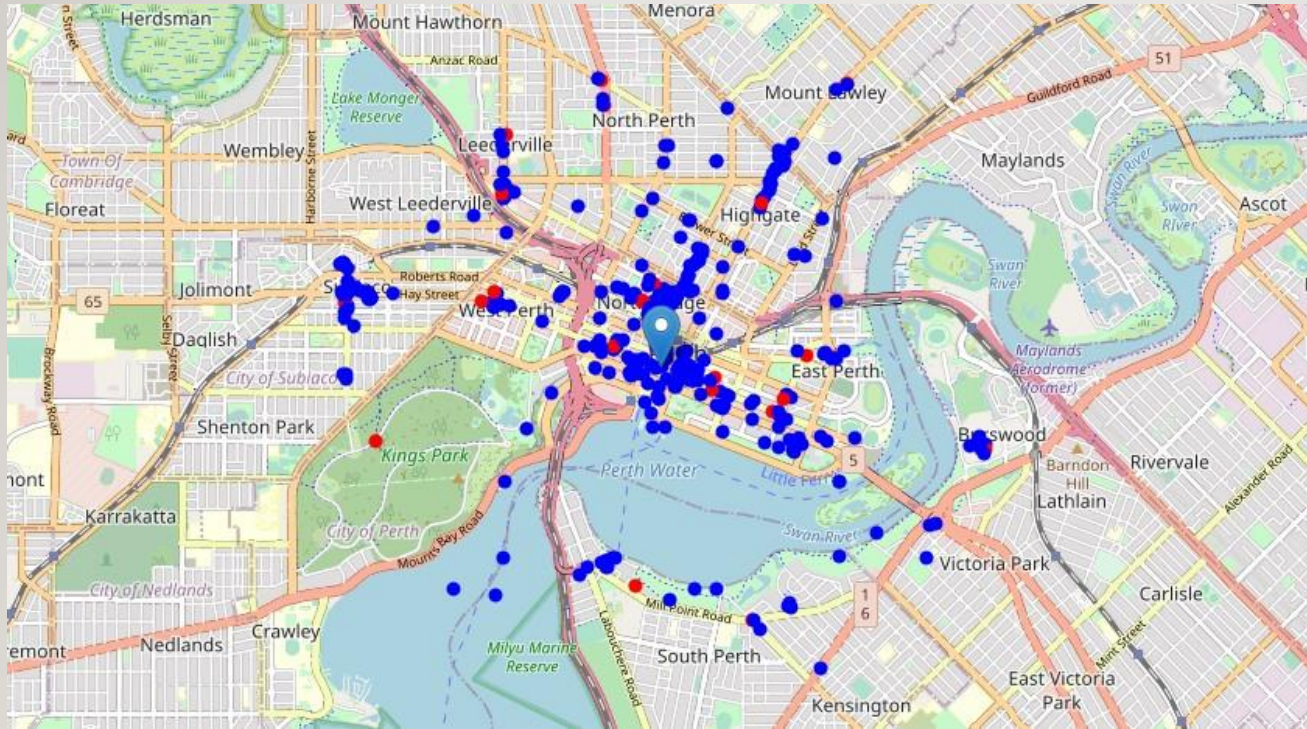 Herdsman
Mount Hawthorn
Menora
Anzac Road
51
Mount Lawley
Guildford Road
Lake Monger
Reserve
North Perth
Leederville
Wembley
Harborne Street
Maylands
Town Of
Cambridge
Swan River
Floreat
West Leederville
Highgate
Swan
River
Ascot
Roberts Road
Hay Street
Jolimont
65
West Perth
Swan
River
Selby Street
Daglish
City of Subiaco
East Perth
Maylands
Aerodrome
(former)
Brockway Road
Shenton Park
Kings Park
Burswood
5
Barndon
Hill
Rivervale
Perth Water
Little Ferry
Lathlain
Alexander Road
Karrakatta
City of Perth
Mounts Bay Road
Swan River
Victoria Park
City of Nedlands
1
6
Carlisle
Mill Point Road
Crawley
Nedlands
Labouchere Road
Milyu Marine
Reserve
South Perth
Mint Street
East Victoria
Park
Kensington